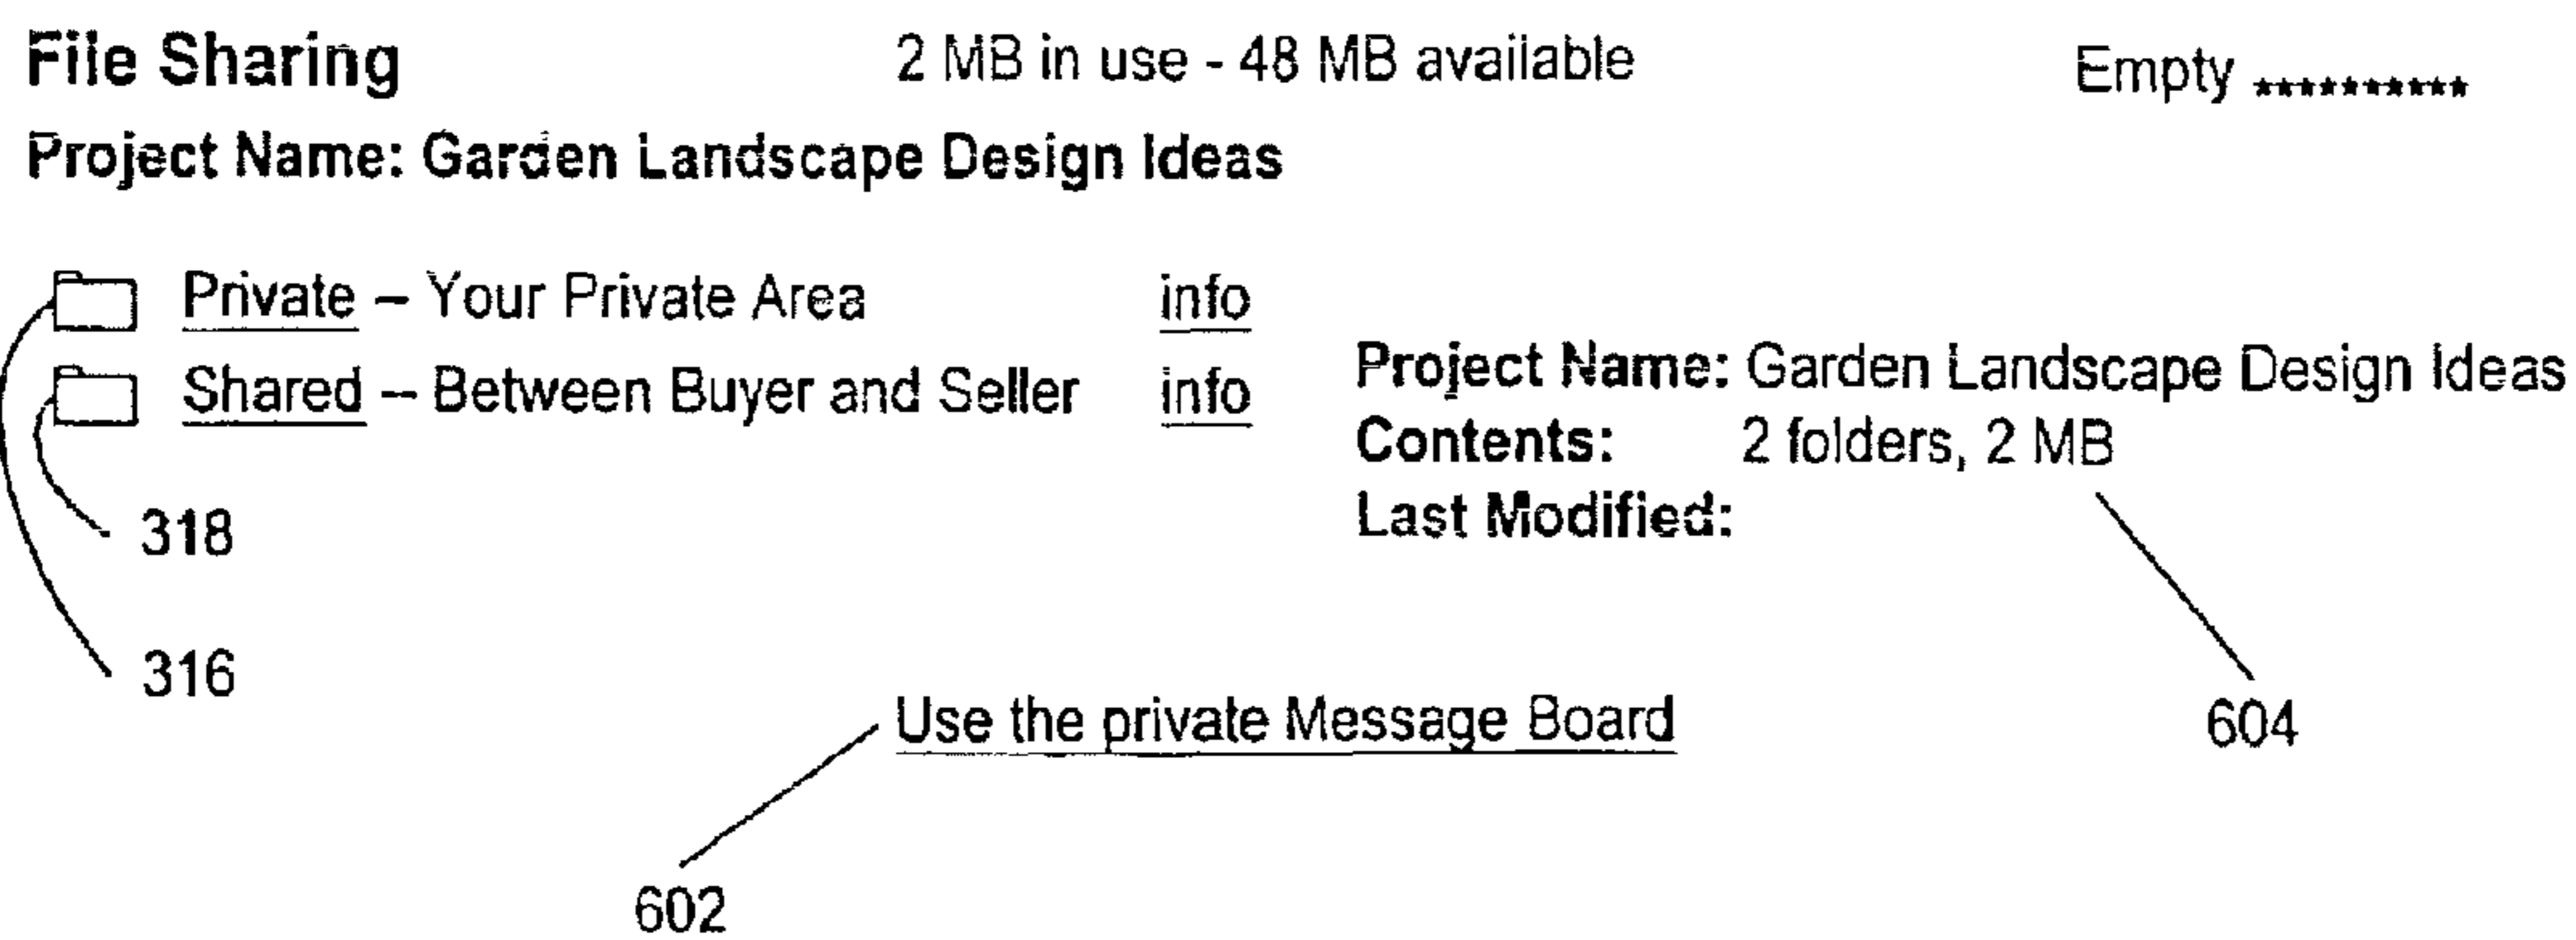 File Sharing 2 MB in use - 48 MB available Empty ***********
Project Name: Garden Landscape Design Ideas
Private – Your Private Area info
Shared – Between Buyer and Seller info
Project Name: Garden Landscape Design Ideas
Contents: 2 folders, 2 MB
Last Modified:
318
316
Use the private Message Board
604
602